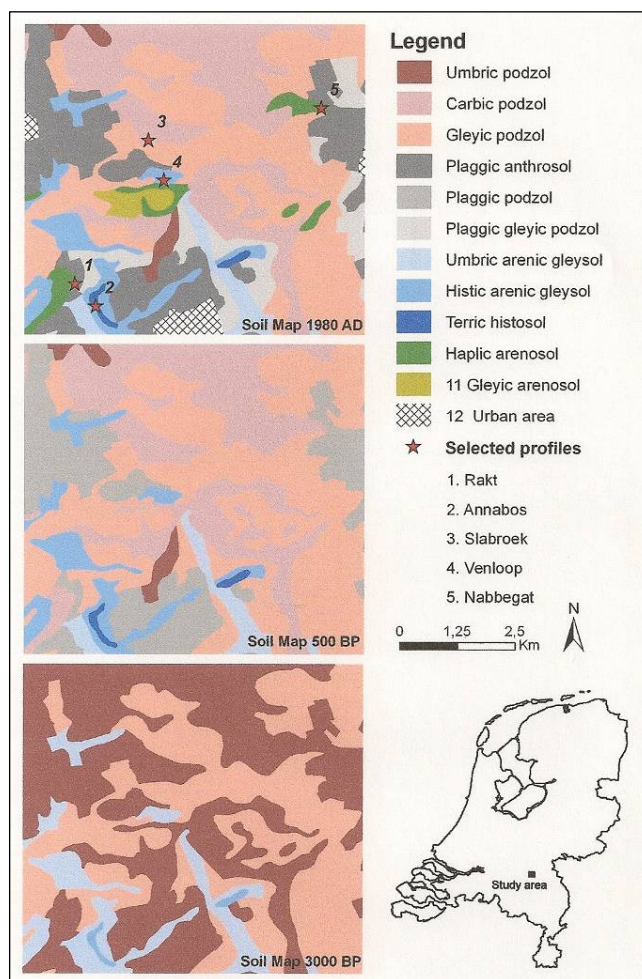 1
2
3
4
5
Soil Map 1980 AD
Soil Map 500 BP
Soil Map 3000 BP
Legend
Umbric podzol
Carbic podzol
Gleyic podzol
Plaggic anthrosol
Plaggic podzol
Plaggic gleyic podzol
Umbric arenic gleysol
Histic arenic gleysol
Terric histosol
Haplic arenosol
11 Gleyic arenosol
12 Urban area
Selected profiles
1. Rakt
2. Annabos
3. Slabroek
4. Venloop
5. Nabbegat
N
0 1,25 2,5
Km
Study area